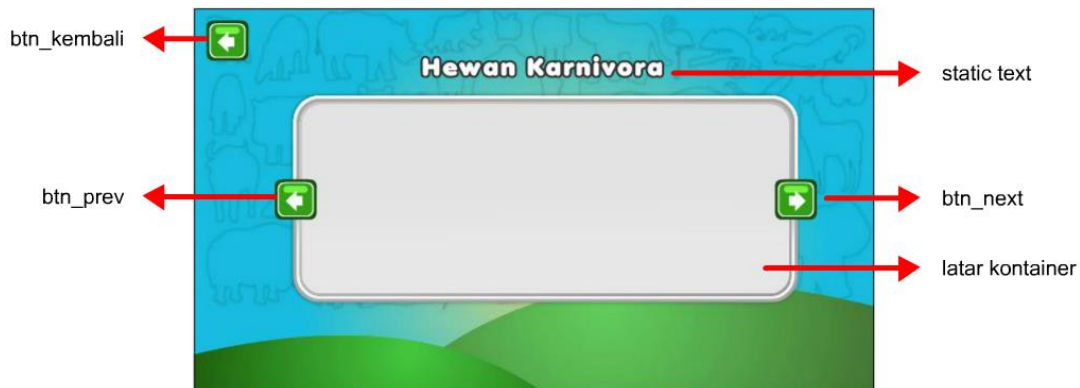 btn_kembali
Hewan Karnivora
static text
btn_prev
btn_next
latar kontainer